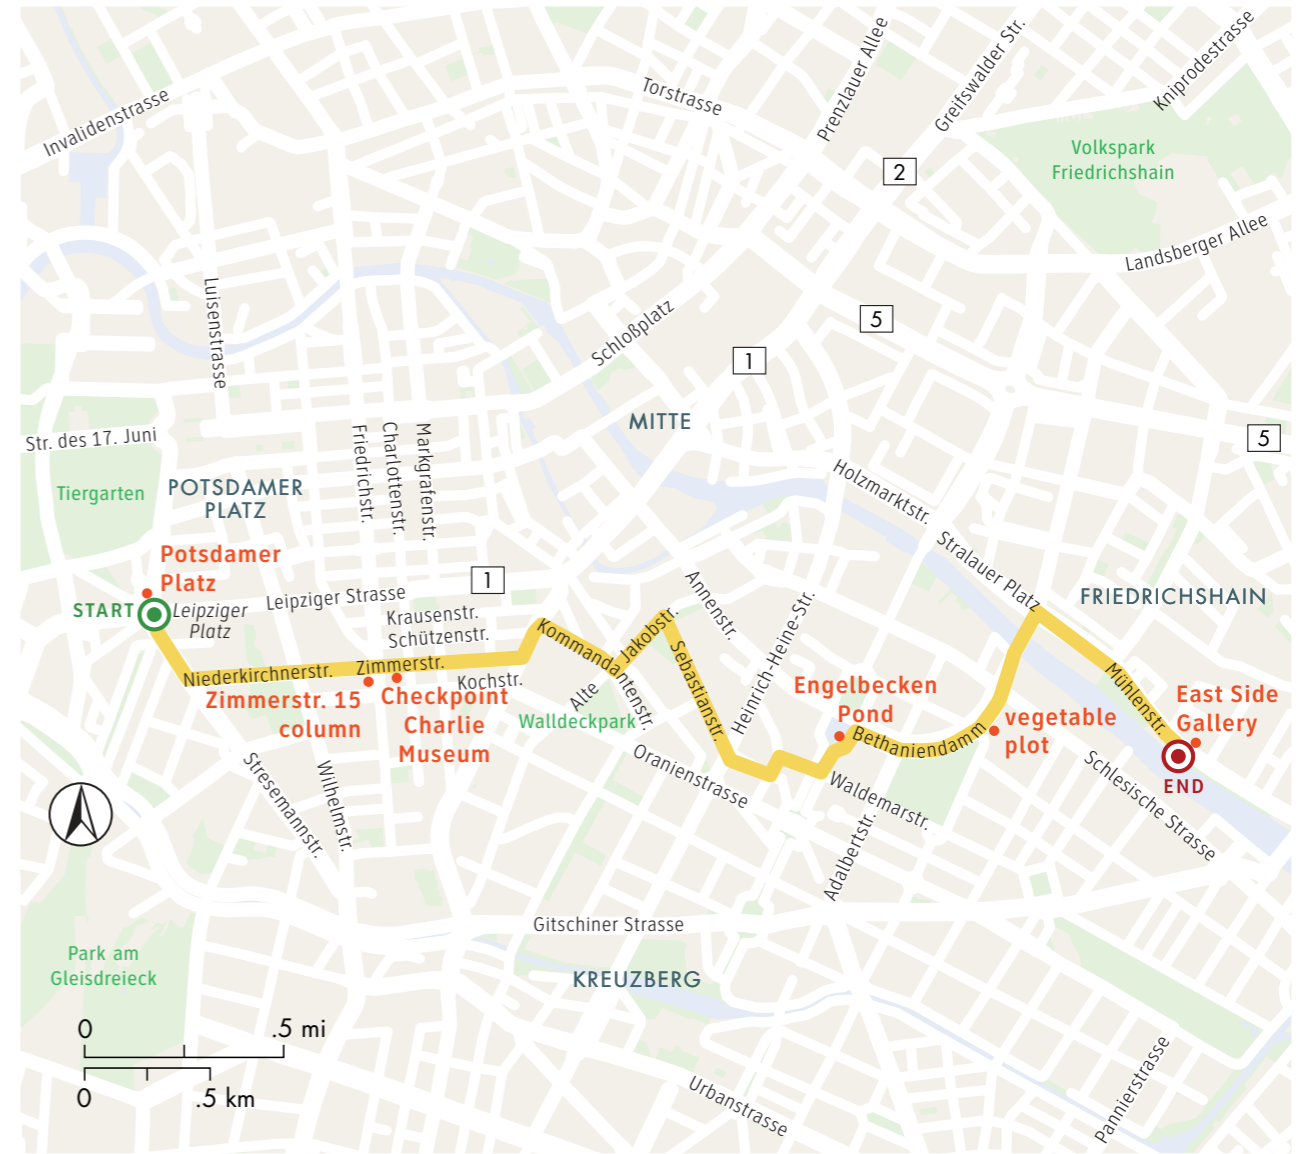 Invalidenstrasse
Torstrasse
Prenzlauer Allee
Greifswalder Str.
Kniprodestrasse
Volkspark
Friedrichshain
2
Landsberger Allee
Luisenstrasse
Schloßplatz
5
1
MITTE
5
Str. des 17. Juni
Tiergarten
POTSDAMER
PLATZ
Friedrichstr.
Charlottenstr.
Markgrafenstr.
Holzmarktstr.
Stralauer Platz
FRIEDRICHSHAIN
Potsdamer
Platz
START
Leipziger
Platz
Leipziger Strasse
1
Krausenstr.
Schützenstr.
Annenstr.
Heinrich-Heine-Str.
Niederkirchnerstr.
Zimmerstr.
Kochstr.
Kommandantenstr.
Alte Jakobstr.
Sebastianstr.
Zimmerstr. 15
column
Checkpoint
Charlie
Museum
Walldeckpark
Engelbecken
Pond
Bethaniendamm
vegetable
plot
Mühlenstr.
East Side
Gallery
END
Schlesische Strasse
Oranienstrasse
Waldemarstr.
Adalbertstr.
Stresemannstr.
Wilhelmstr.
Gitschiner Strasse
Park am
Gleisdreieck
KREUZBERG
0 .5 mi
0 .5 km
Urbanstrasse
Pannierstrasse